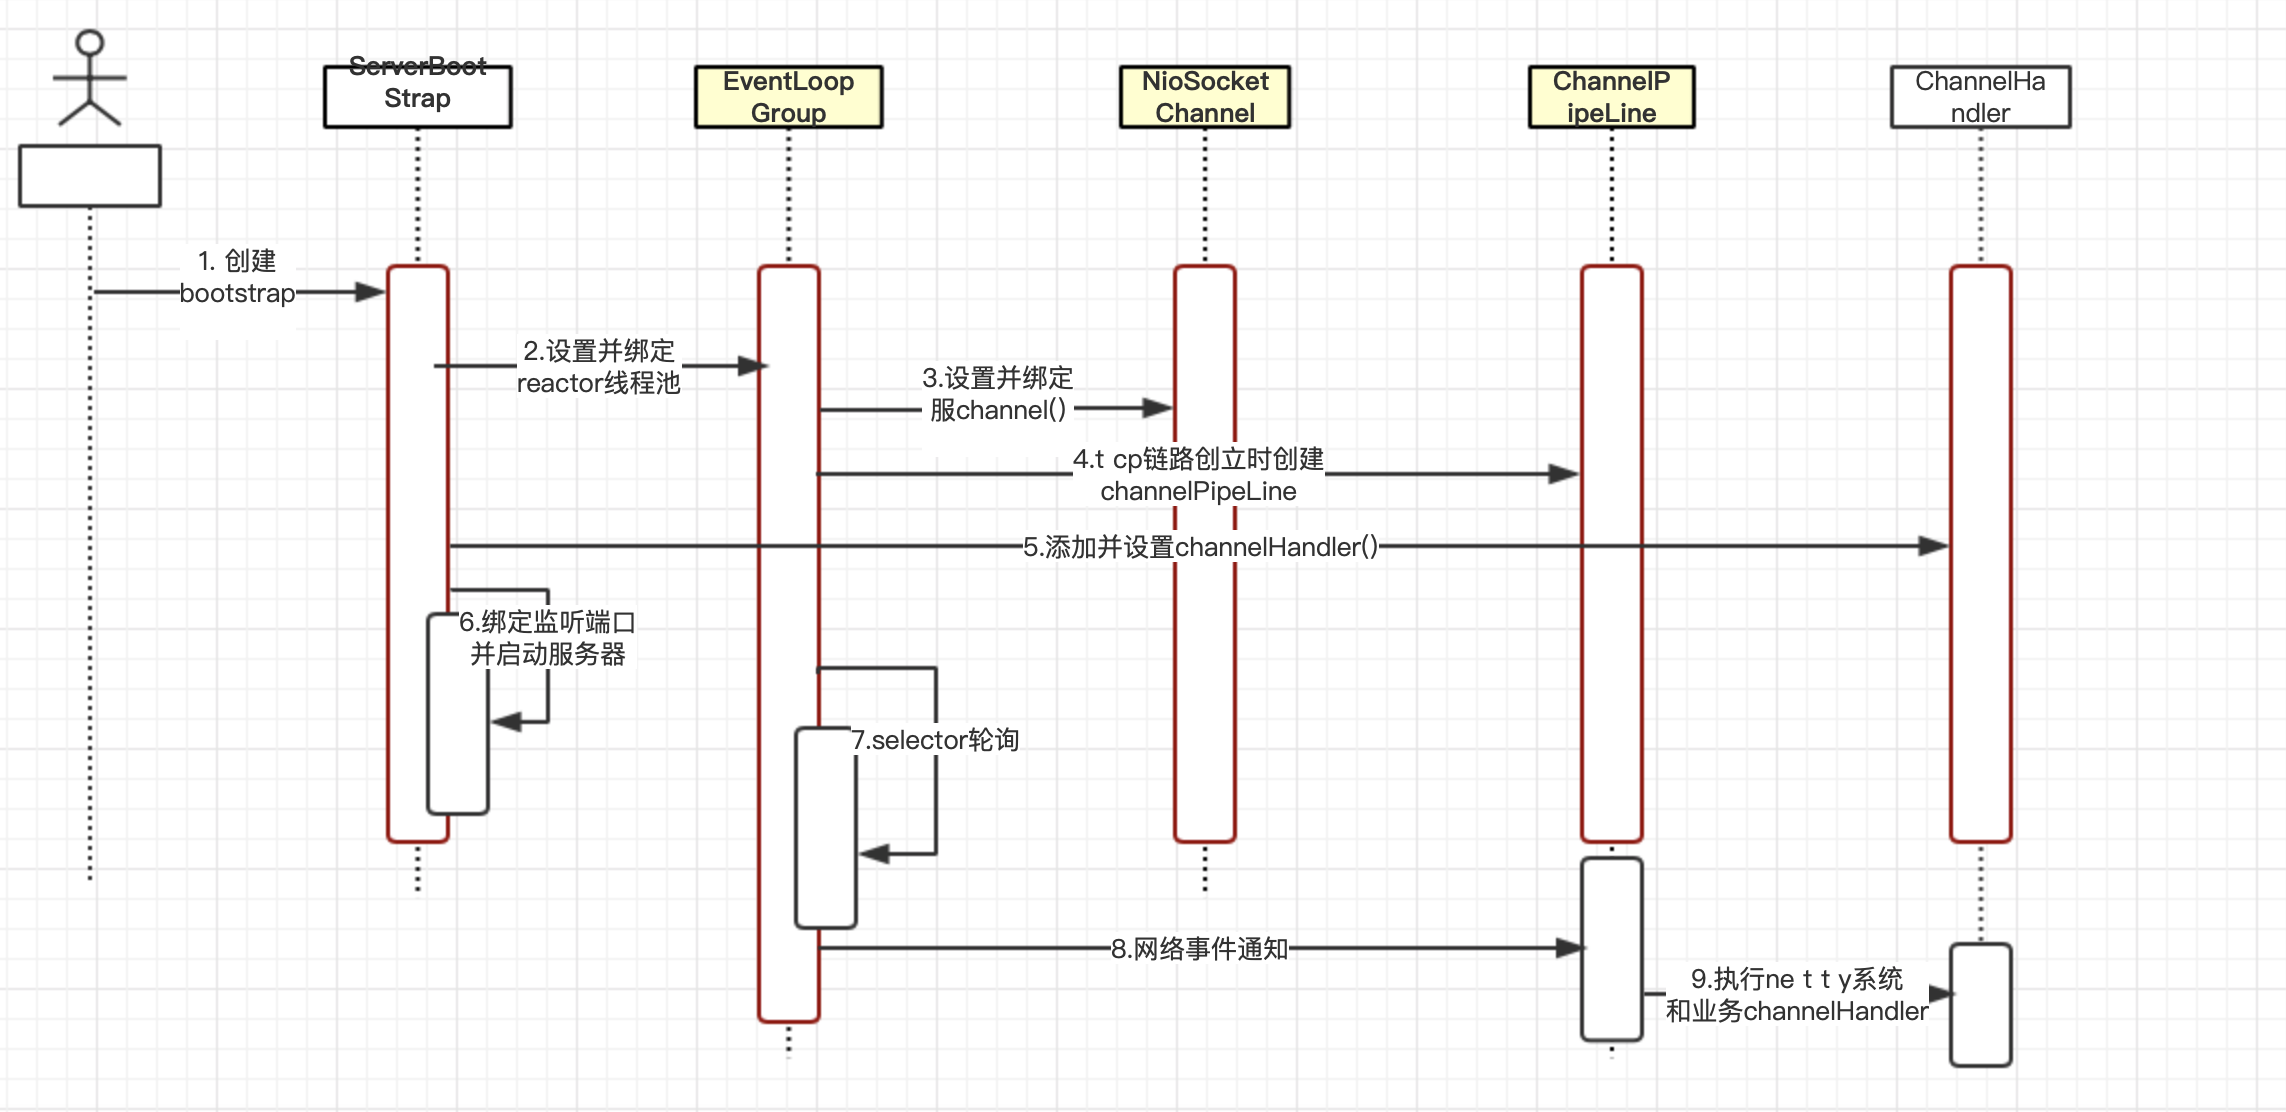 ServerBoot
Strap
EventLoop
Group
NioSocket
Channel
ChannelP
ipeLine
ChannelHa
ndler
1. 创建
bootstrap
2.设置并绑定
reactor线程池
3.设置并绑定
服channel()
4.t cp链路创立时创建
channelPipeLine
5.添加并设置channelHandler()
6.绑定监听端口
并启动服务器
7.selector轮询
8.网络事件通知
9.执行ne t t y系统
和业务channelHandler